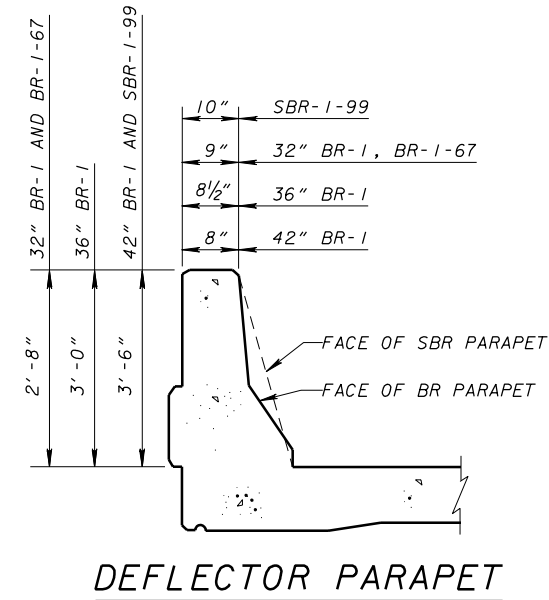 32" BR-1 AND BR-1-67
36" BR-1
42" BR-1 AND SBR-1-99
10" SBR-1-99
9" 32" BR-1, BR-1-67
8½" 36" BR-1
8" 42" BR-1
2'-8"
3'-0"
3'-6"
FACE OF SBR PARAPET
FACE OF BR PARAPET
DEFLECTOR PARAPET